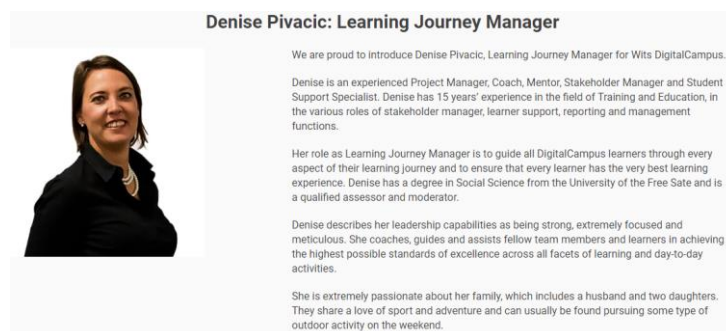 Denise Pivacic: Learning Journey Manager
We are proud to introduce Denise Pivacic, Learning Journey Manager for Wits DigitalCampus.
Denise is an experienced Project Manager, Coach, Mentor, Stakeholder Manager and Student
Support Specialist. Denise has 15 years' experience in the field of Training and Education, in
the various roles of stakeholder manager, learner support, reporting and management
functions.
Her role as Learning Journey Manager is to guide all DigitalCampus learners through every
aspect of their learning journey and to ensure that every learner has the very best learning
experience. Denise has a degree in Social Science from the University of the Free Sate and is
a qualified assessor and moderator.
Denise describes her leadership capabilities as being strong, extremely focused and
meticulous. She coaches, guides and assists fellow team members and learners in achieving
the highest possible standards of excellence across all facets of learning and day-to-day
activities.
She is extremely passionate about her family, which includes a husband and two daughters.
They share a love of sport and adventure and can usually be found pursuing some type of
outdoor activity on the weekend.